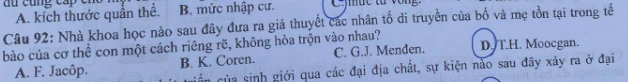 A. kích thước quần thể. B. mức nhập cư.
Câu 92: Nhà khoa học nào sau đây đưa ra giả thuyết các nhân tố di truyền của bố và mẹ tồn tại trong tế
bào của cơ thể con một cách riêng rẽ, không hòa trộn vào nhau?
A. F. Jacôp. B. K. Coren. C. G.J. Menden. D. T.H. Moocgan.
của sinh giới qua các đại địa chất, sự kiện nào sau đây xảy ra ở đại